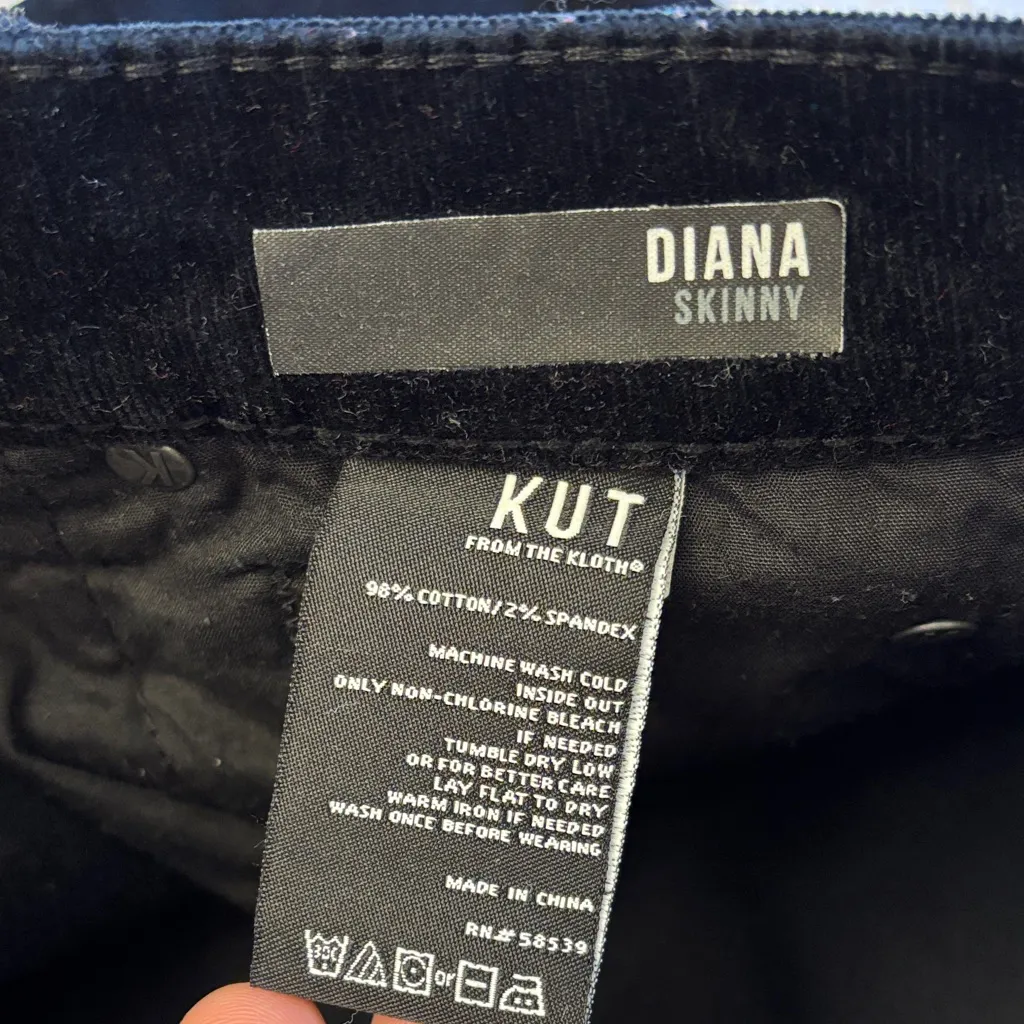 DIANA
SKINNY
KUT
FROM THE KLOTH®
98% COTTON/2% SPANDEX
MACHINE WASH COLD
INSIDE OUT
ONLY NON-CHLORINE BLEACH
IF NEEDED
TUMBLE DRY LOW
OR FOR BETTER CARE
LAY FLAT TO DRY
WARM IRON IF NEEDED
WASH ONCE BEFORE WEARING
MADE IN CHINA
RN# 58539
30C or